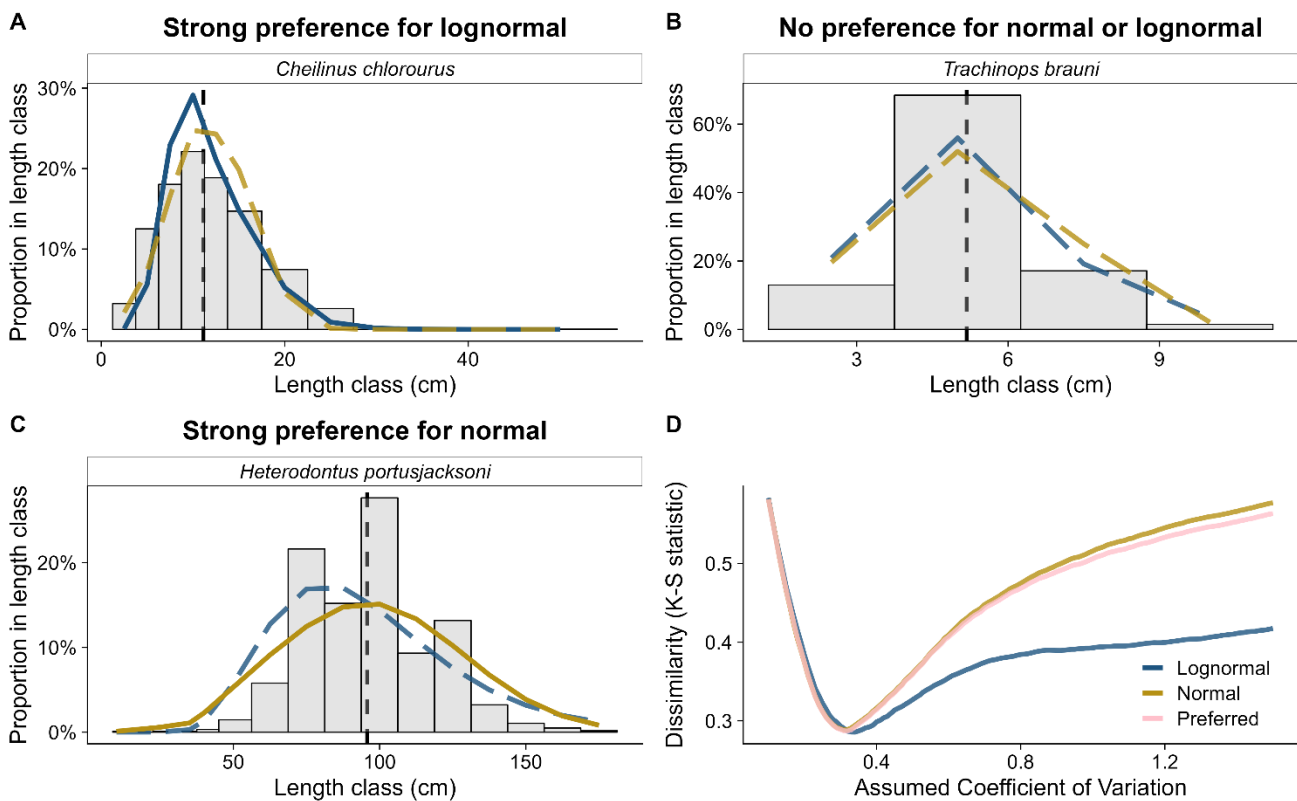 A
Strong preference for lognormal
Cheilinus chlorourus
Proportion in length class
30%
20%
10%
0%
0
20
40
Length class (cm)
B
No preference for normal or lognormal
Trachinops brauni
Proportion in length class
60%
40%
20%
0%
3
6
9
Length class (cm)
C
Strong preference for normal
Heterodontus portusjacksoni
Proportion in length class
20%
10%
0%
50
100
150
Length class (cm)
D
Dissimilarity (K-S statistic)
0.5
0.4
0.3
Lognormal
Normal
Preferred
0.4
0.8
1.2
Assumed Coefficient of Variation